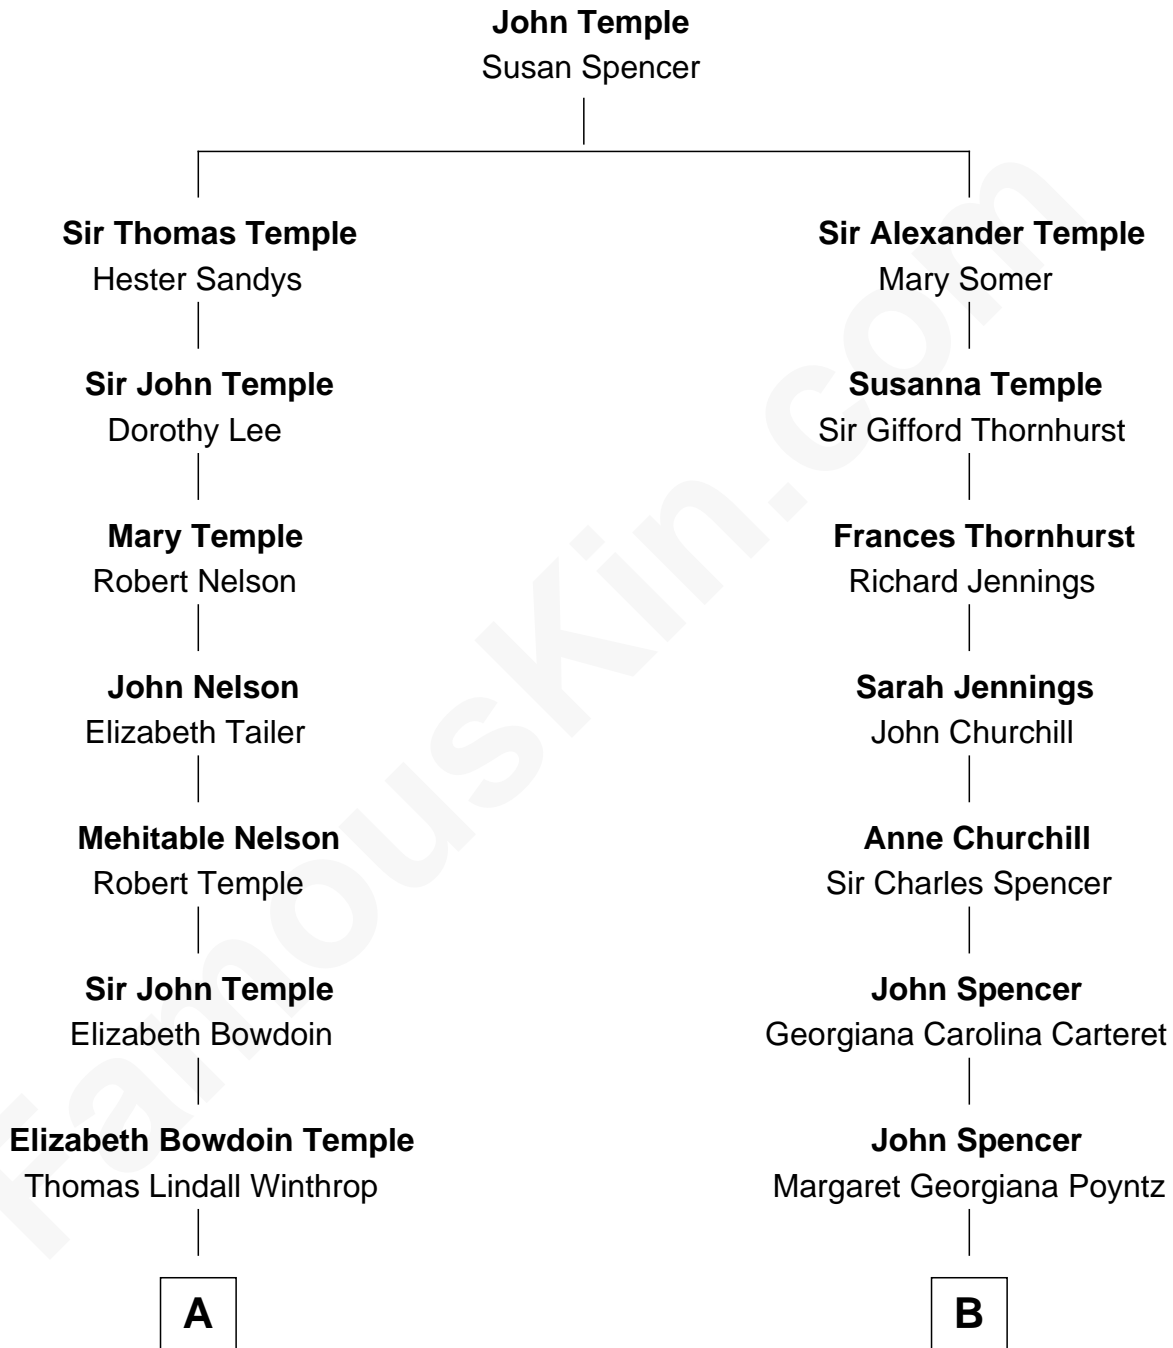 John Temple
Susan Spencer
Sir Thomas Temple
Hester Sandys
Sir Alexander Temple
Mary Somer
Sir John Temple
Dorothy Lee
Susanna Temple
Sir Gifford Thornhurst
Mary Temple
Robert Nelson
Frances Thornhurst
Richard Jennings
John Nelson
Elizabeth Tailer
Sarah Jennings
John Churchill
Mehitable Nelson
Robert Temple
Anne Churchill
Sir Charles Spencer
Sir John Temple
Elizabeth Bowdoin
John Spencer
Georgiana Carolina Carteret
Elizabeth Bowdoin Temple
Thomas Lindall Winthrop
John Spencer
Margaret Georgiana Poyntz
A
B
FamousKin.com